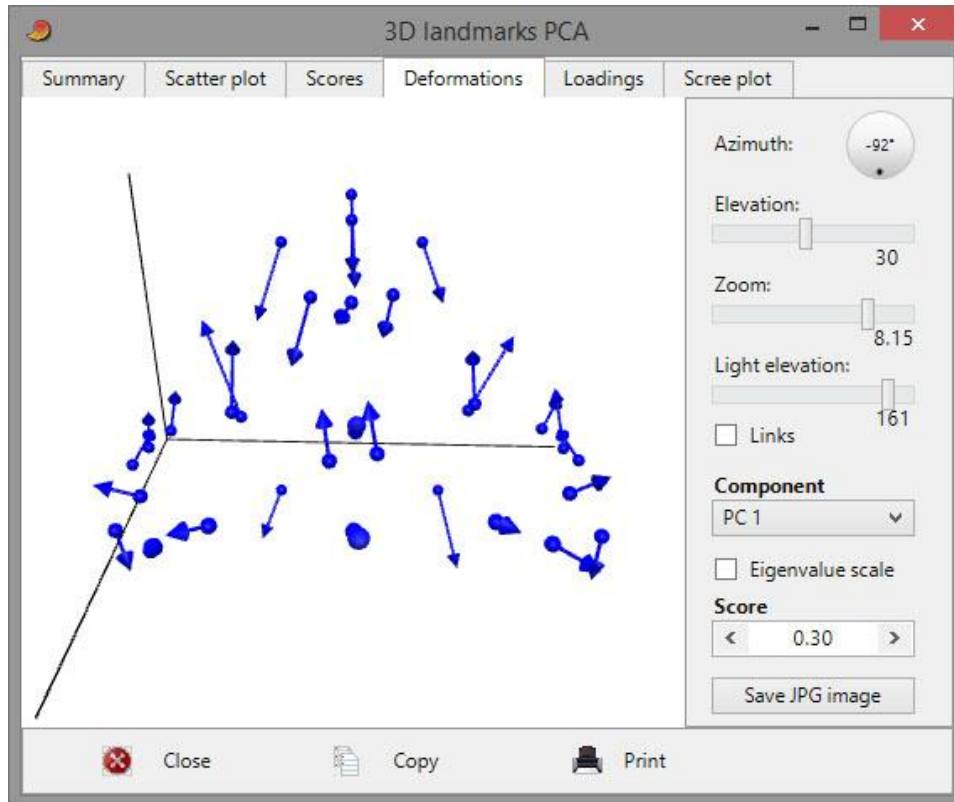 3D landmarks PCA
Summary
Scatter plot
Scores
Deformations
Loadings
Scree plot
Azimuth:
-92°
Elevation:
30
Zoom:
8.15
Light elevation:
161
Links
Component
PC 1
Eigenvalue scale
Score
0.30
Save JPG image
Close
Copy
Print